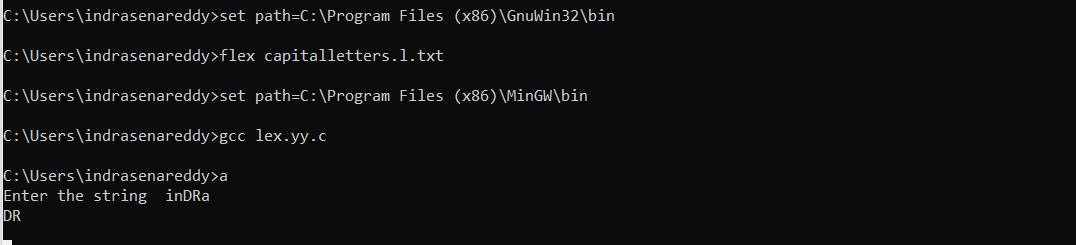 C:\Users\indrasenareddy>set path=C:\Program Files (x86)\GnuWin32\bin
C:\Users\indrasenareddy>flex capitalletters.l.txt
C:\Users\indrasenareddy>set path=C:\Program Files (x86)\MinGW\bin
C:\Users\indrasenareddy>gcc lex.yy.c
C:\Users\indrasenareddy>a
Enter the string  inDRa
DR